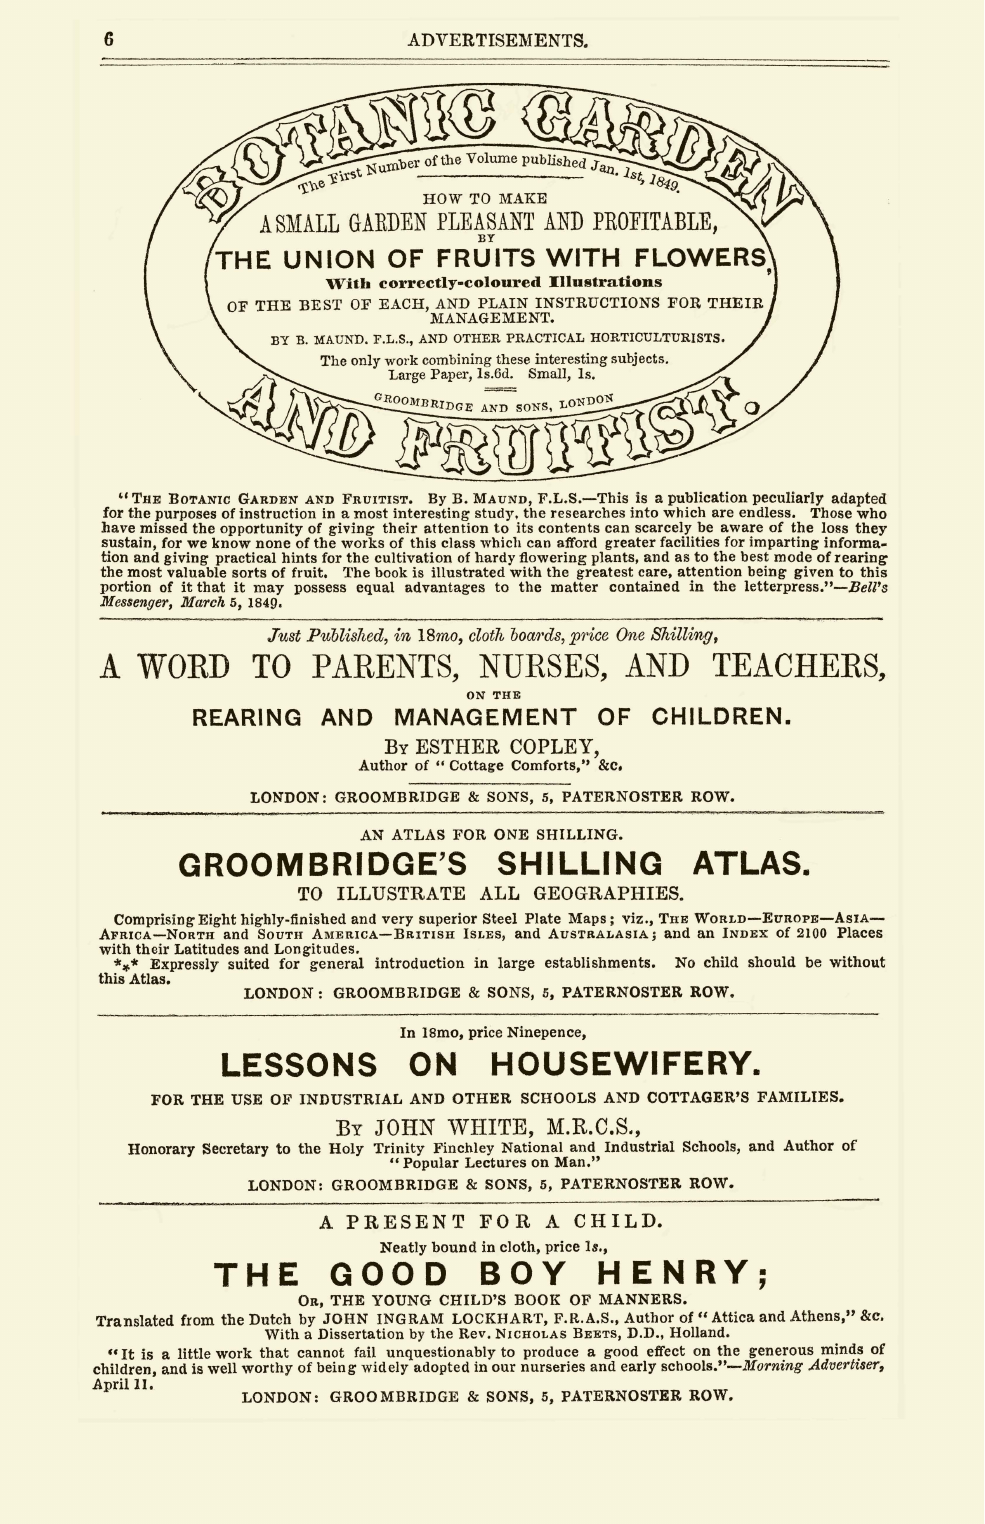 6
ADVERTISEMENTS.
BOTANIC GARDEN
The First Number of the Volume published Jan. 1st, 1849.
HOW TO MAKE
A SMALL GARDEN PLEASANT AND PROFITABLE,
BY
THE UNION OF FRUITS WITH FLOWERS,
With correctly-coloured Illustrations
OF THE BEST OF EACH, AND PLAIN INSTRUCTIONS FOR THEIR
MANAGEMENT.
BY B. MAUND. F.L.S., AND OTHER PRACTICAL HORTICULTURISTS.
The only work combining these interesting subjects.
Large Paper, 1s.6d. Small, 1s.
GROOMBRIDGE AND SONS, LONDON
AND FRUITIST.
"THE BOTANIC GARDEN AND FRUITIST. By B. MAUND, F.L.S.—This is a publication peculiarly adapted
for the purposes of instruction in a most interesting study, the researches into which are endless. Those who
have missed the opportunity of giving their attention to its contents can scarcely be aware of the loss they
sustain, for we know none of the works of this class which can afford greater facilities for imparting informa-
tion and giving practical hints for the cultivation of hardy flowering plants, and as to the best mode of rearing
the most valuable sorts of fruit. The book is illustrated with the greatest care, attention being given to this
portion of it that it may possess equal advantages to the matter contained in the letterpress."—Bell's
Messenger, March 5, 1849.
Just Published, in 18mo, cloth boards, price One Shilling,
A WORD TO PARENTS, NURSES, AND TEACHERS,
ON THE
REARING AND MANAGEMENT OF CHILDREN.
BY ESTHER COPLEY,
Author of "Cottage Comforts," &c.
LONDON: GROOMBRIDGE & SONS, 5, PATERNOSTER ROW.
AN ATLAS FOR ONE SHILLING.
GROOMBRIDGE'S SHILLING ATLAS.
TO ILLUSTRATE ALL GEOGRAPHIES.
Comprising Eight highly-finished and very superior Steel Plate Maps; viz., THE WORLD—EUROPE—ASIA—
AFRICA—NORTH and SOUTH AMERICA—BRITISH ISLES, and AUSTRALASIA; and an INDEX of 2100 Places
with their Latitudes and Longitudes.
*** Expressly suited for general introduction in large establishments. No child should be without
this Atlas.
LONDON: GROOMBRIDGE & SONS, 5, PATERNOSTER ROW.
In 18mo, price Ninepence,
LESSONS ON HOUSEWIFERY.
FOR THE USE OF INDUSTRIAL AND OTHER SCHOOLS AND COTTAGER'S FAMILIES.
BY JOHN WHITE, M.R.C.S.,
Honorary Secretary to the Holy Trinity Finchley National and Industrial Schools, and Author of
"Popular Lectures on Man."
LONDON: GROOMBRIDGE & SONS, 5, PATERNOSTER ROW.
A PRESENT FOR A CHILD.
Neatly bound in cloth, price 1s.,
THE GOOD BOY HENRY;
OR, THE YOUNG CHILD'S BOOK OF MANNERS.
Translated from the Dutch by JOHN INGRAM LOCKHART, F.R.A.S., Author of "Attica and Athens," &c.
With a Dissertation by the Rev. NICHOLAS BEETS, D.D., Holland.
"It is a little work that cannot fail unquestionably to produce a good effect on the generous minds of
children, and is well worthy of being widely adopted in our nurseries and early schools."—Morning Advertiser,
April 11.
LONDON: GROOMBRIDGE & SONS, 5, PATERNOSTER ROW.